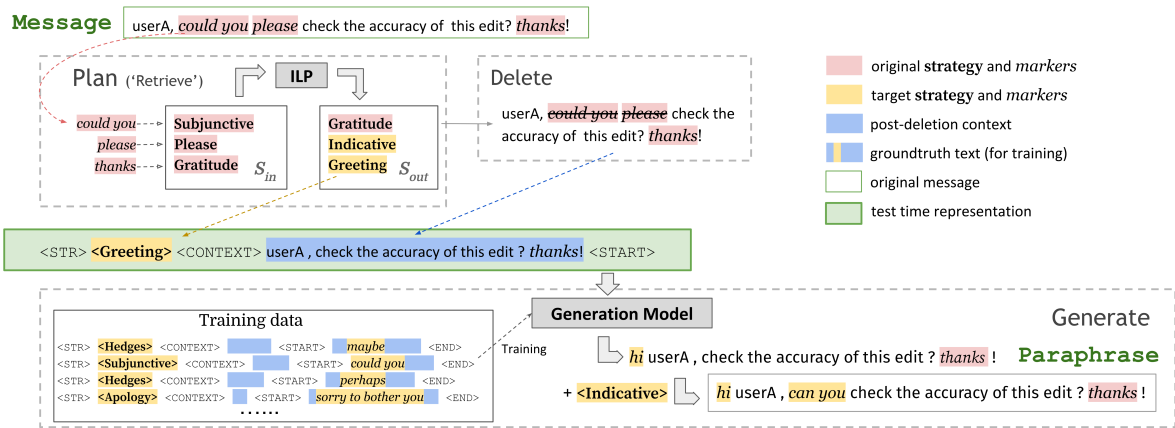 Message
userA, could you please check the accuracy of this edit? thanks!
Plan ('Retrieve')
ILP
could you
please
thanks
Subjunctive
Please
Gratitude
Sin
Gratitude
Indicative
Greeting
Sout
Delete
userA, could you please check the
accuracy of this edit? thanks!
original strategy and markers
target strategy and markers
post-deletion context
groundtruth text (for training)
original message
test time representation
<STR> <Greeting> <CONTEXT> userA , check the accuracy of this edit ? thanks! <START>
Generation Model
Generate
Training data
<STR> <Hedges> <CONTEXT> <START> maybe <END>
<STR> <Subjunctive> <CONTEXT> <START> could you <END>
<STR> <Hedges> <CONTEXT> <START> perhaps <END>
<STR> <Apology> <CONTEXT> <START> sorry to bother you <END>
......
Training
hi userA , check the accuracy of this edit ? thanks !
Paraphrase
+ <Indicative>
hi userA , can you check the accuracy of this edit ? thanks !